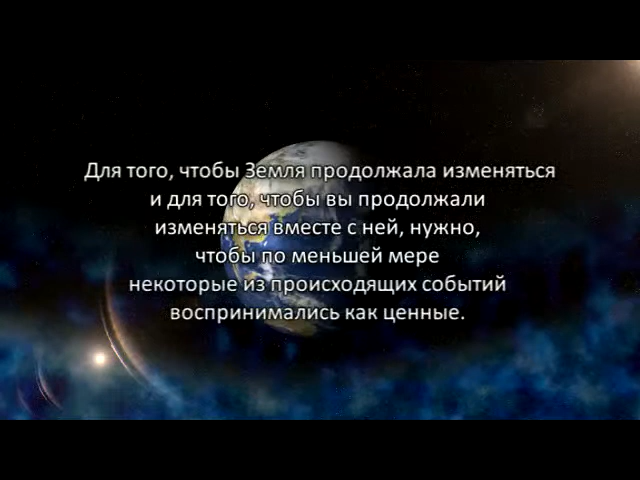 Для того, чтобы Земля продолжала изменяться
и для того, чтобы вы продолжали
изменяться вместе с ней, нужно,
чтобы по меньшей мере
некоторые из происходящих событий
воспринимались как ценные.